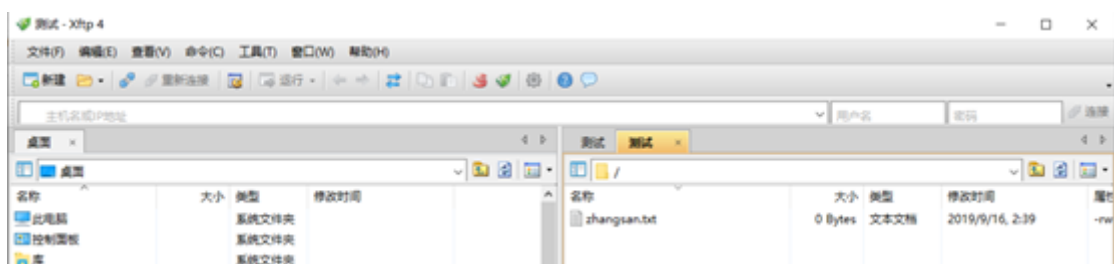 测试 - Xftp 4
文件(F) 编辑(E) 查看(V) 命令(C) 工具(T) 窗口(W) 帮助(H)
新建 重新连接 运行
主机名或IP地址 用户名 密码 连接
桌面 测试 测试
桌面 /
名称 大小 类型 修改时间 名称 大小 类型 修改时间
此电脑 系统文件夹 zhangsan.txt 0 Bytes 文本文档 2019/9/16, 2:39 -rw
控制面板 系统文件夹
库 系统文件夹